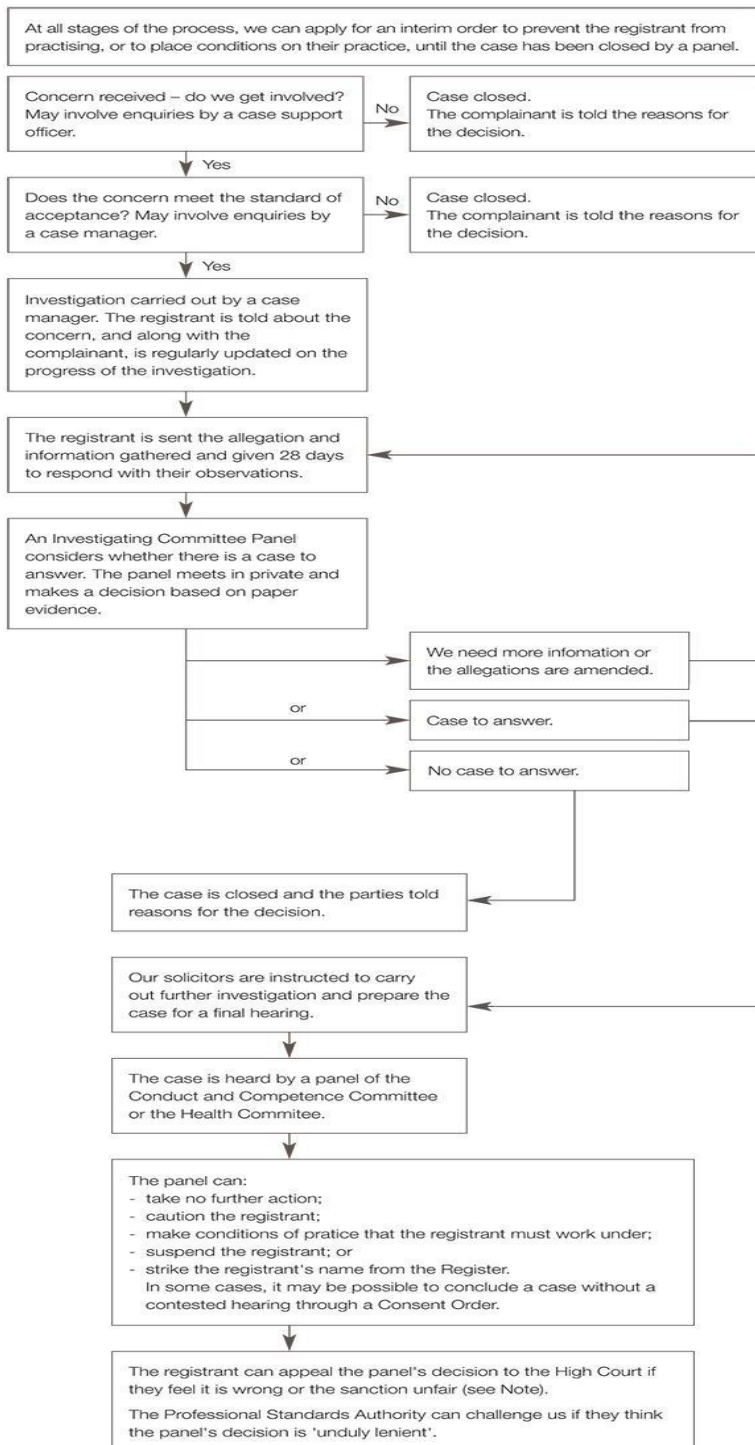 At all stages of the process, we can apply for an interim order to prevent the registrant from
practising, or to place conditions on their practice, until the case has been closed by a panel.
Concern received – do we get involved?
May involve enquiries by a case support
officer.
No
Case closed.
The complainant is told the reasons for
the decision.
Yes
Does the concern meet the standard of
acceptance? May involve enquiries by
a case manager.
No
Case closed.
The complainant is told the reasons for
the decision.
Yes
Investigation carried out by a case
manager. The registrant is told about the
concern, and along with the
complainant, is regularly updated on the
progress of the investigation.
The registrant is sent the allegation and
information gathered and given 28 days
to respond with their observations.
An Investigating Committee Panel
considers whether there is a case to
answer. The panel meets in private and
makes a decision based on paper
evidence.
We need more infomation or
the allegations are amended.
or
Case to answer.
or
No case to answer.
The case is closed and the parties told
reasons for the decision.
Our solicitors are instructed to carry
out further investigation and prepare the
case for a final hearing.
The case is heard by a panel of the
Conduct and Competence Committee
or the Health Commitee.
The panel can:
- take no further action;
- caution the registrant;
- make conditions of pratice that the registrant must work under;
- suspend the registrant; or
- strike the registrant's name from the Register.
In some cases, it may be possible to conclude a case without a
contested hearing through a Consent Order.
The registrant can appeal the panel's decision to the High Court if
they feel it is wrong or the sanction unfair (see Note).
The Professional Standards Authority can challenge us if they think
the panel's decision is 'unduly lenient'.